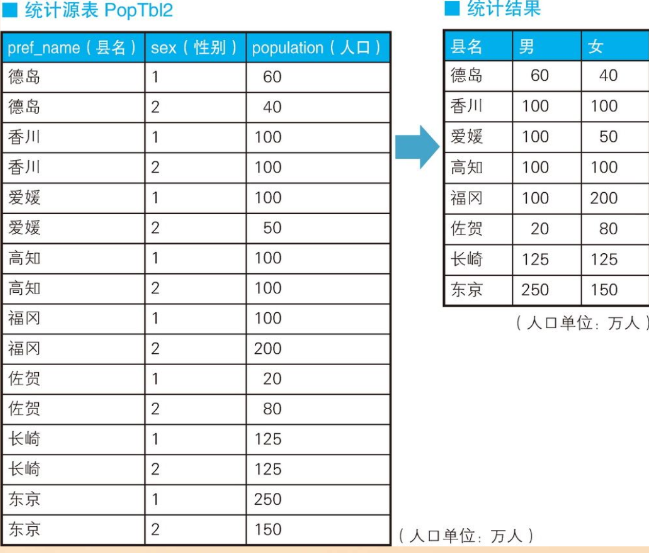 ■ 统计源表 PopTbl2
pref_name（县名） sex（性别） population（人口）
德岛 1 60
德岛 2 40
香川 1 100
香川 2 100
爱媛 1 100
爱媛 2 50
高知 1 100
高知 2 100
福冈 1 100
福冈 2 200
佐贺 1 20
佐贺 2 80
长崎 1 125
长崎 2 125
东京 1 250
东京 2 150
（人口单位：万人）
■ 统计结果
县名 男 女
德岛 60 40
香川 100 100
爱媛 100 50
高知 100 100
福冈 100 200
佐贺 20 80
长崎 125 125
东京 250 150
（人口单位：万人）